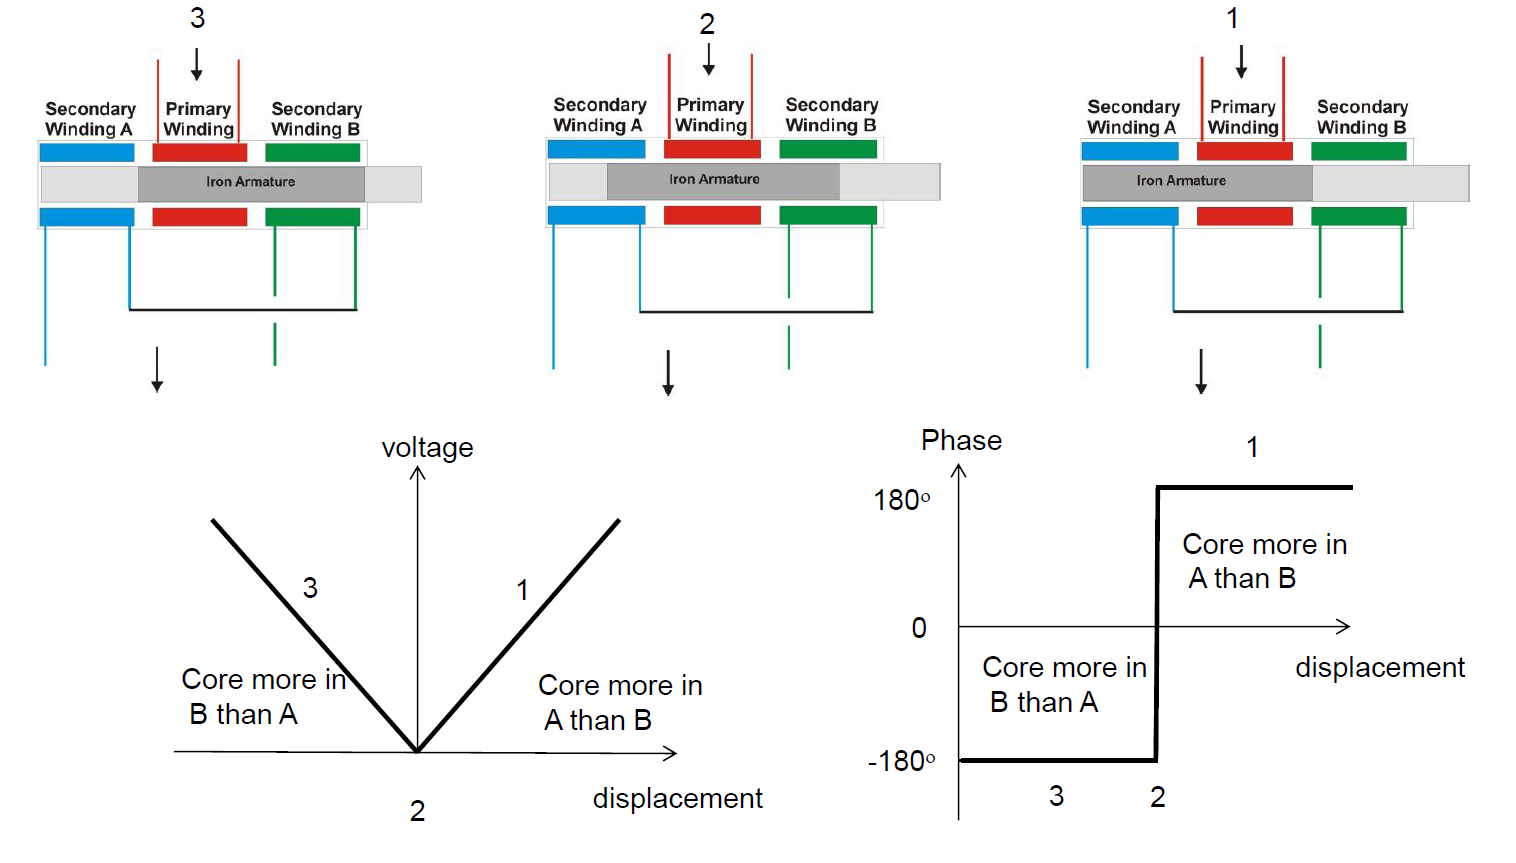 3
2
1
Secondary
Winding A
Primary
Winding
Secondary
Winding B
Iron Armature
Secondary
Winding A
Primary
Winding
Secondary
Winding B
Iron Armature
Secondary
Winding A
Primary
Winding
Secondary
Winding B
Iron Armature
voltage
3
1
Core more in
B than A
Core more in
A than B
displacement
2
Phase
1
180°
Core more in
A than B
0
Core more in
B than A
displacement
-180°
3
2